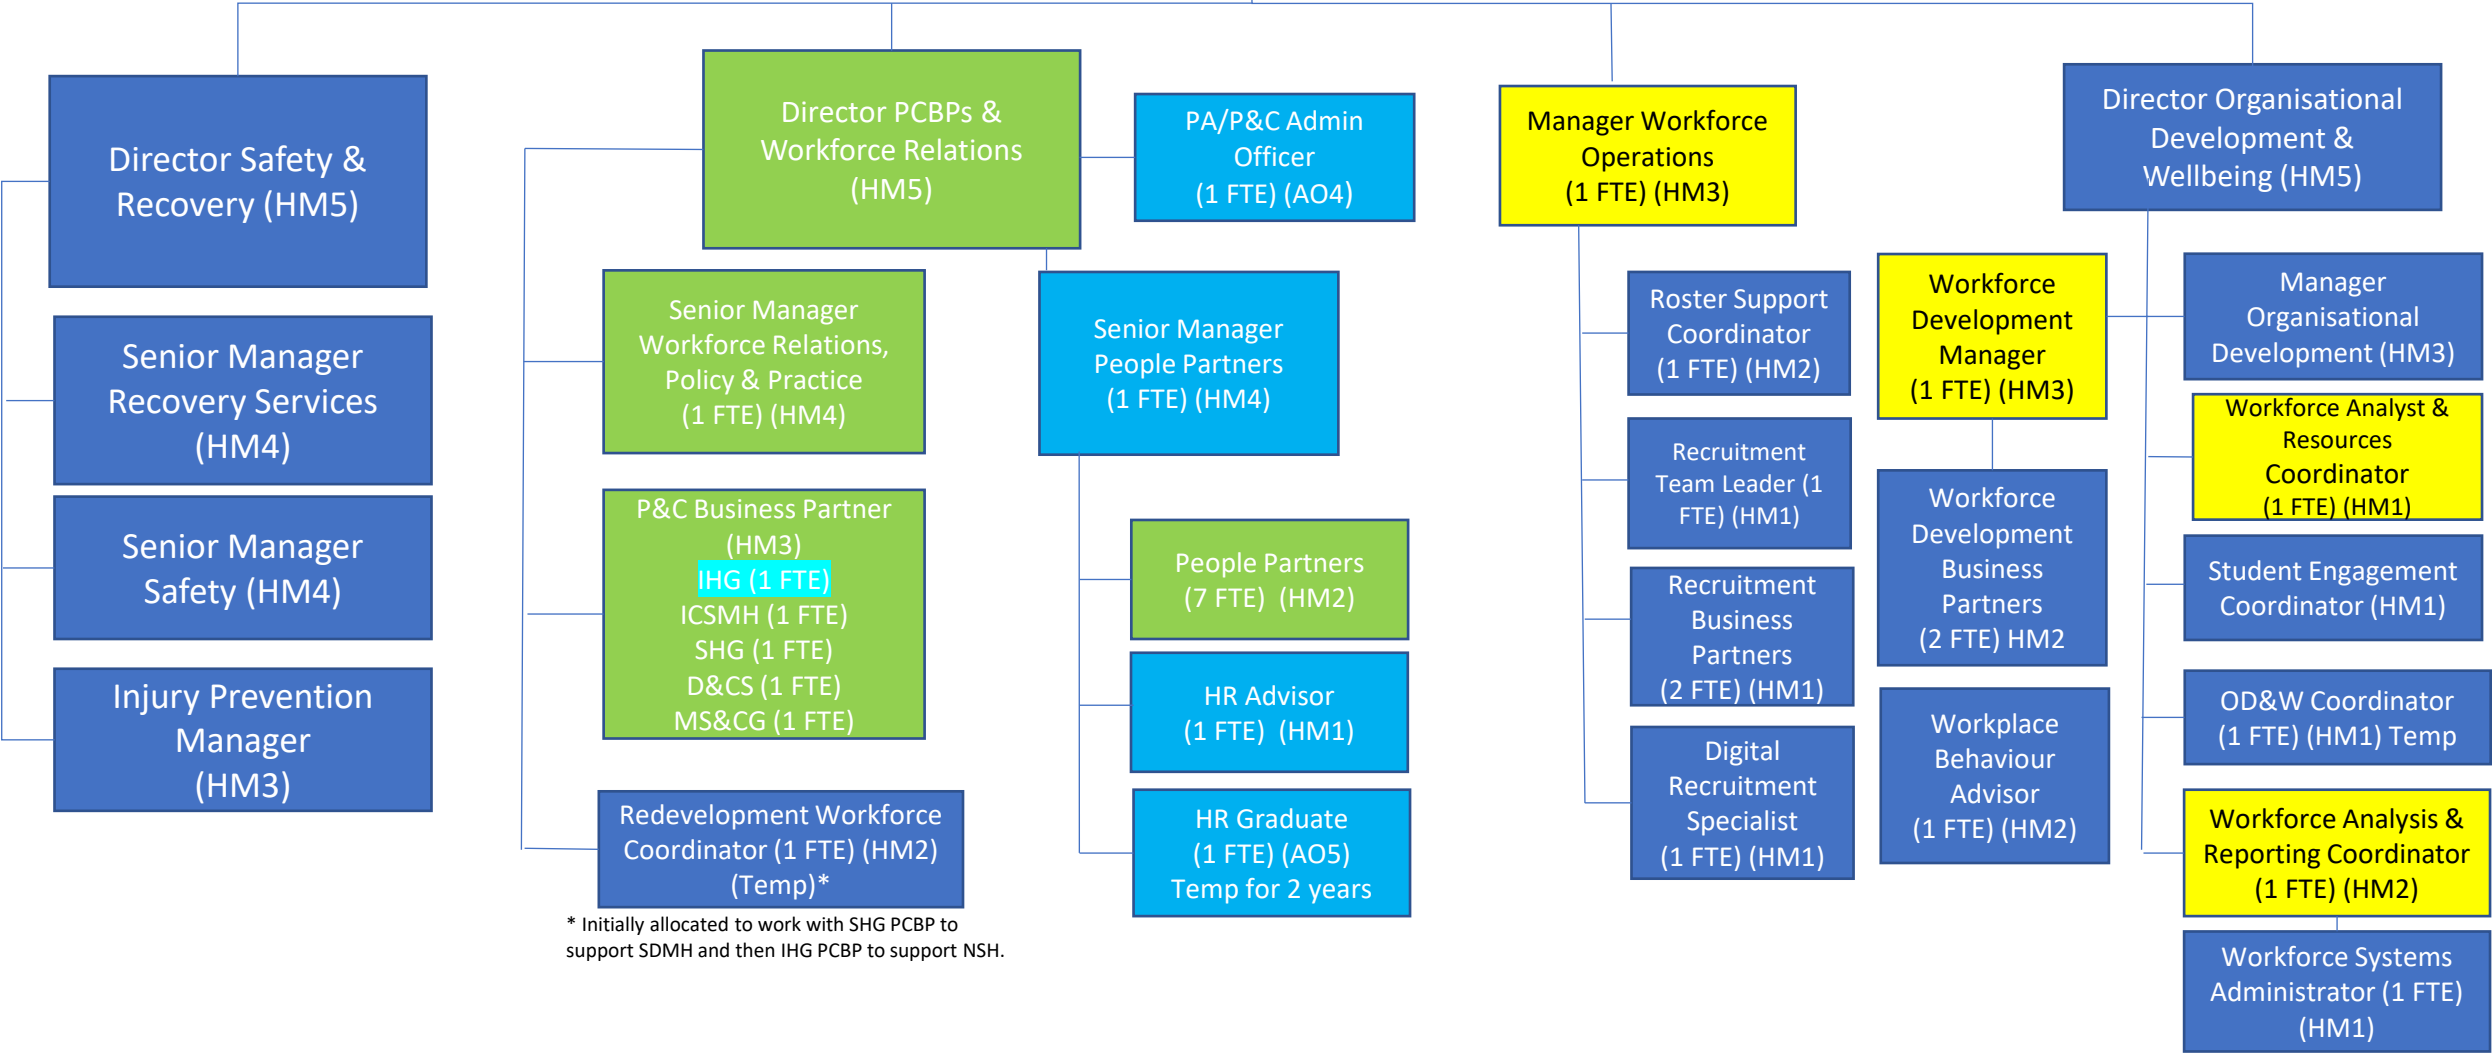 Director Safety &
Recovery (HM5)
Senior Manager
Recovery Services
(HM4)
Senior Manager
Safety (HM4)
Injury Prevention
Manager
(HM3)
Director PCBPs &
Workforce Relations
(HM5)
PA/P&C Admin
Officer
(1 FTE) (AO4)
Senior Manager
Workforce Relations,
Policy & Practice
(1 FTE) (HM4)
P&C Business Partner
(HM3)
IHG (1 FTE)
ICSMH (1 FTE)
SHG (1 FTE)
D&CS (1 FTE)
MS&CG (1 FTE)
Redevelopment Workforce
Coordinator (1 FTE) (HM2)
(Temp)*
* Initially allocated to work with SHG PCBP to
support SDMH and then IHG PCBP to support NSH.
Senior Manager
People Partners
(1 FTE) (HM4)
People Partners
(7 FTE) (HM2)
HR Advisor
(1 FTE) (HM1)
HR Graduate
(1 FTE) (AO5)
Temp for 2 years
Manager Workforce
Operations
(1 FTE) (HM3)
Roster Support
Coordinator
(1 FTE) (HM2)
Recruitment
Team Leader (1
FTE) (HM1)
Recruitment
Business
Partners
(2 FTE) (HM1)
Digital
Recruitment
Specialist
(1 FTE) (HM1)
Director Organisational
Development &
Wellbeing (HM5)
Workforce
Development
Manager
(1 FTE) (HM3)
Workforce
Development
Business
Partners
(2 FTE) HM2
Workplace
Behaviour
Advisor
(1 FTE) (HM2)
Manager
Organisational
Development (HM3)
Workforce Analyst &
Resources
Coordinator
(1 FTE) (HM1)
Student Engagement
Coordinator (HM1)
OD&W Coordinator
(1 FTE) (HM1) Temp
Workforce Analysis &
Reporting Coordinator
(1 FTE) (HM2)
Workforce Systems
Administrator (1 FTE)
(HM1)